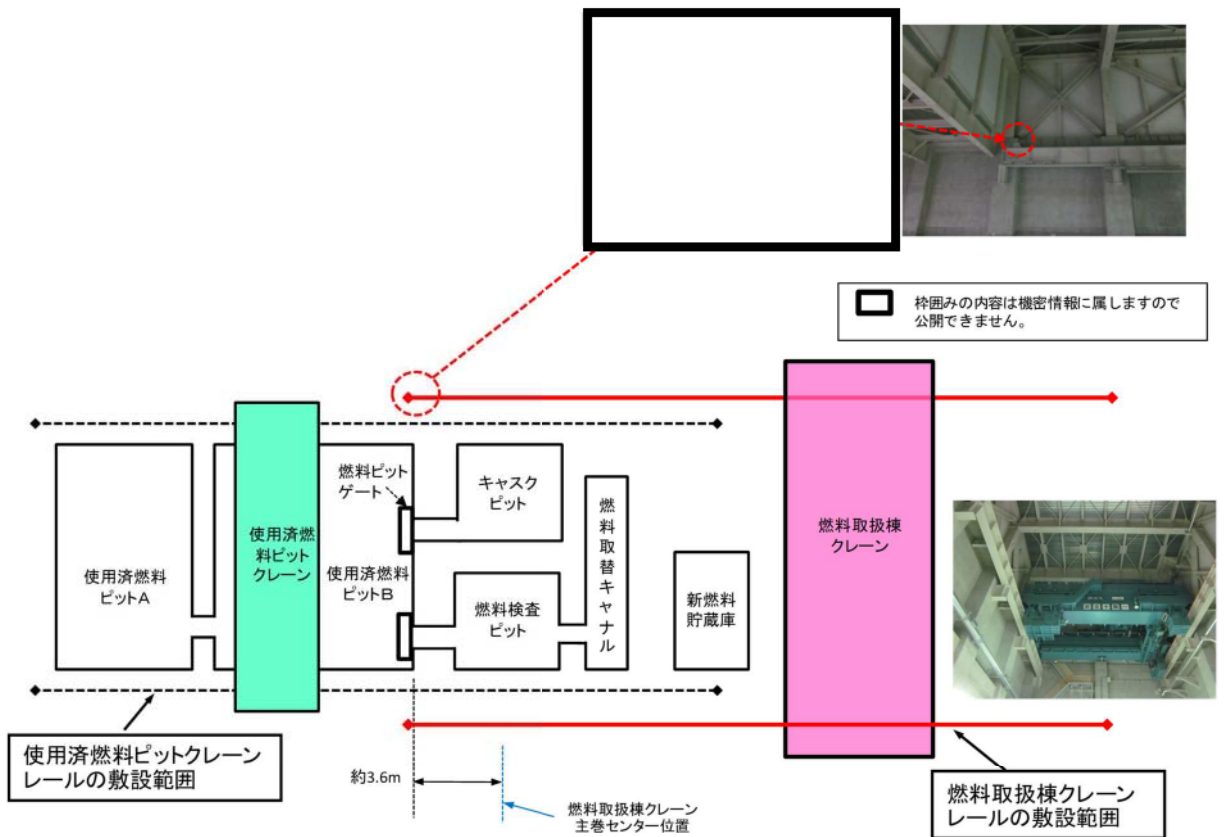 枠囲みの内容は機密情報に属しますので
公開できません。
燃料ピット
ゲート
キャスク
ピット
燃料取替キャナル
使用済燃
料ピット
クレーン
燃料取扱棟
クレーン
使用済燃料
ピットA
使用済燃料
ピットB
燃料検査
ピット
新燃料
貯蔵庫
使用済燃料ピットクレーン
レールの敷設範囲
約3.6m
燃料取扱棟クレーン
主巻センター位置
燃料取扱棟クレーン
レールの敷設範囲